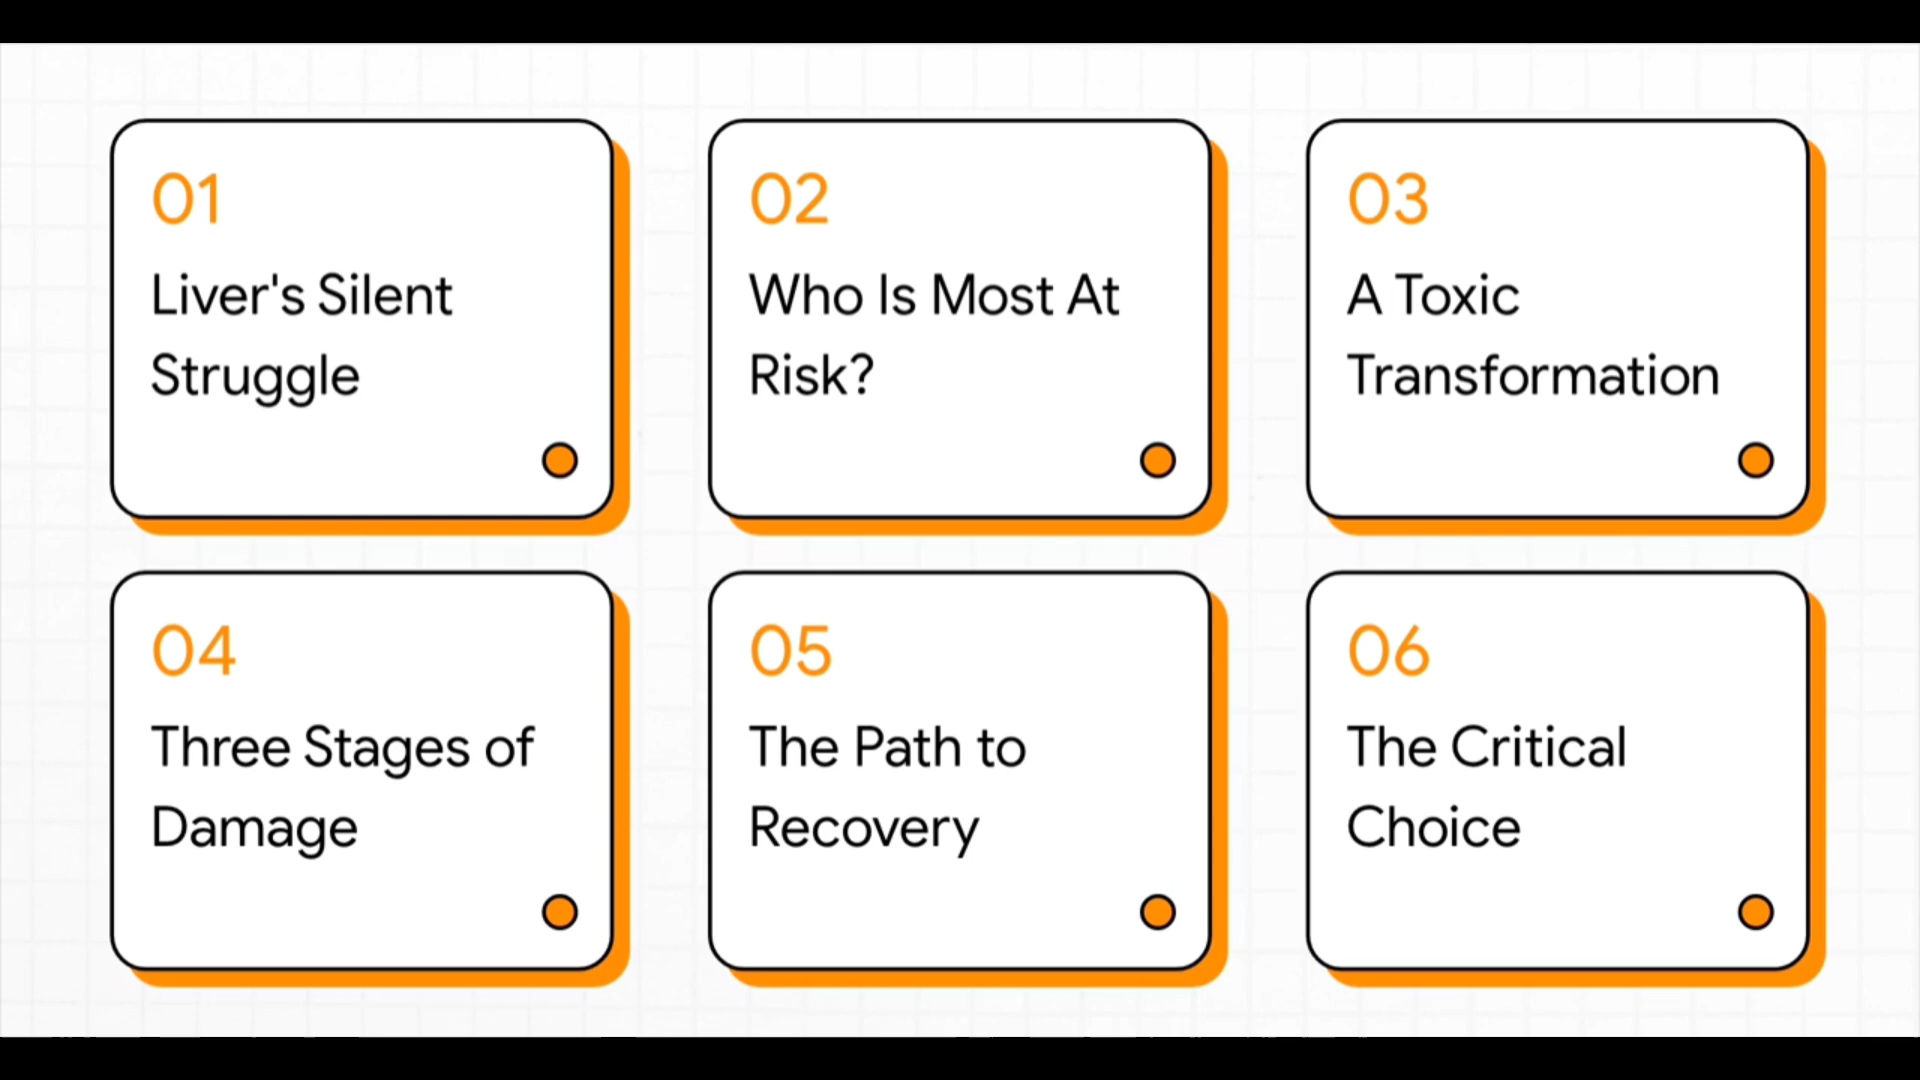 01
Liver's Silent
Struggle
02
Who Is Most At
Risk?
03
A Toxic
Transformation
04
Three Stages of
Damage
05
The Path to
Recovery
06
The Critical
Choice